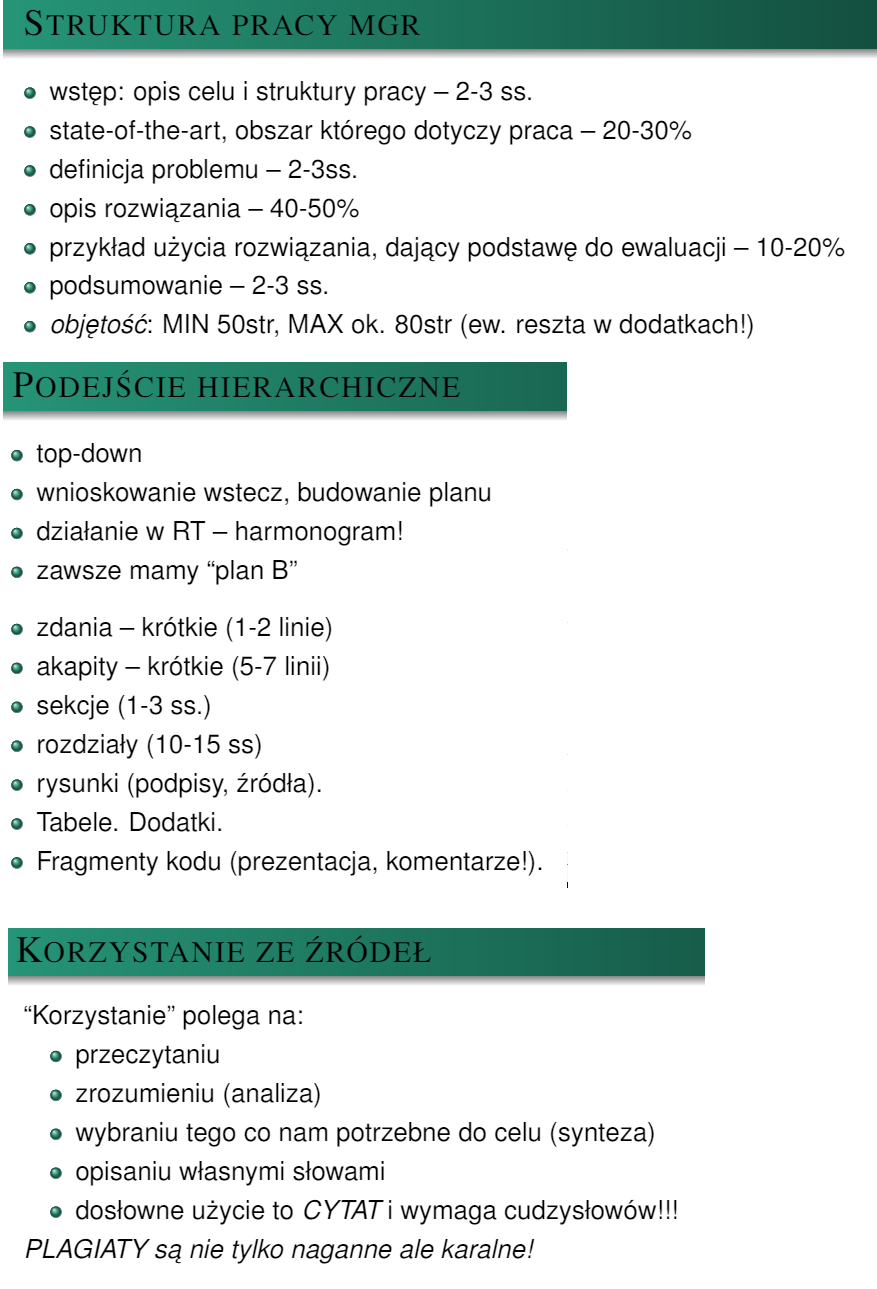 STRUKTURA PRACY MGR
wstęp: opis celu i struktury pracy – 2-3 ss.
state-of-the-art, obszar którego dotyczy praca – 20-30%
definicja problemu – 2-3ss.
opis rozwiązania – 40-50%
przykład użycia rozwiązania, dający podstawę do ewaluacji – 10-20%
podsumowanie – 2-3 ss.
objętość: MIN 50str, MAX ok. 80str (ew. reszta w dodatkach!)
PODEJŚCIE HIERARCHICZNE
top-down
wnioskowanie wstecz, budowanie planu
działanie w RT – harmonogram!
zawsze mamy “plan B”
zdania – krótkie (1-2 linie)
akapity – krótkie (5-7 linii)
sekcje (1-3 ss.)
rozdziały (10-15 ss)
rysunki (podpisy, źródła).
Tabele. Dodatki.
Fragmenty kodu (prezentacja, komentarze!).
KORZYSTANIE ZE ŹRÓDEŁ
“Korzystanie” polega na:
przeczytaniu
zrozumieniu (analiza)
wybraniu tego co nam potrzebne do celu (synteza)
opisaniu własnymi słowami
dosłowne użycie to CYTAT i wymaga cudzysłowów!!!
PLAGIATY są nie tylko naganne ale karalne!